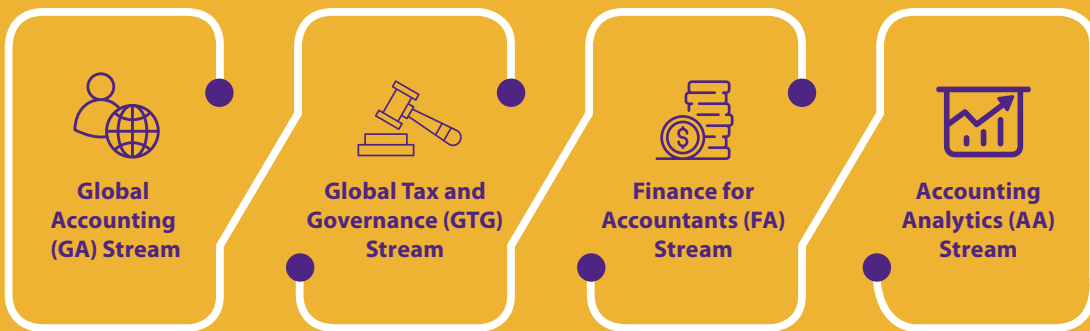 Global
Accounting
(GA) Stream
Global Tax and
Governance (GTG)
Stream
Finance for
Accountants (FA)
Stream
Accounting
Analytics (AA)
Stream